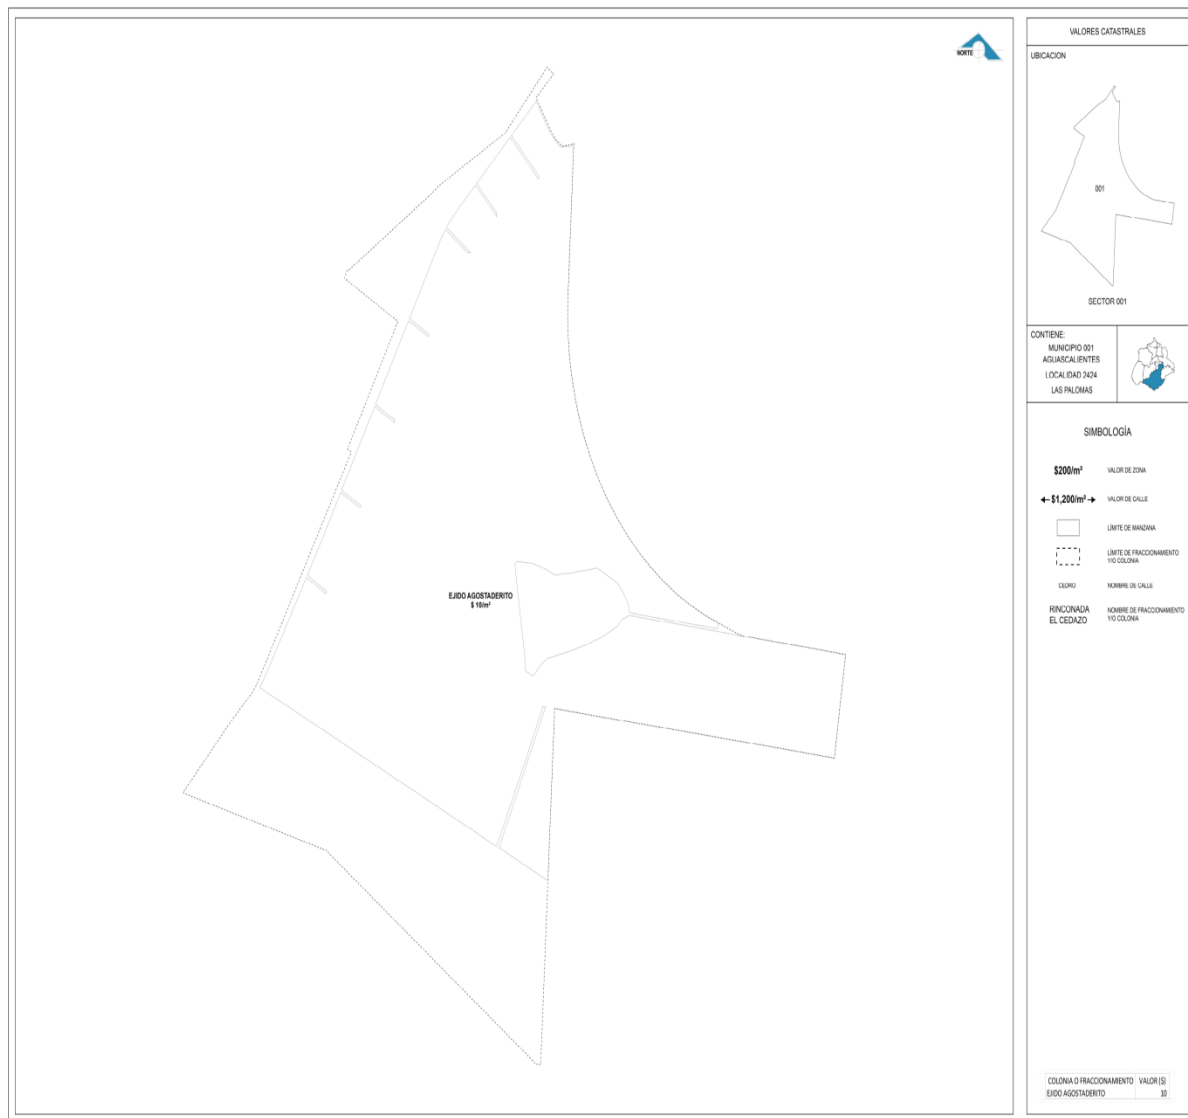 NORTE
EJIDO AGOSTADERITO
$ 10/m²
VALORES CATASTRALES
UBICACION
001
SECTOR 001
CONTIENE:
MUNICIPIO 001
AGUASCALIENTES
LOCALIDAD 2424
LAS PALOMAS
SIMBOLOGÍA
$200/m² VALOR DE ZONA
$1,200/m² VALOR DE CALLE
LÍMITE DE MANZANA
LÍMITE DE FRACCIONAMIENTO
Y/O COLONIA
CEDRO NOMBRE DE CALLE
RINCONADA
EL CEDAZO
NOMBRE DE FRACCIONAMIENTO
Y/O COLONIA
COLONIA O FRACCIONAMIENTO VALOR ($)
EJIDO AGOSTADERITO 10